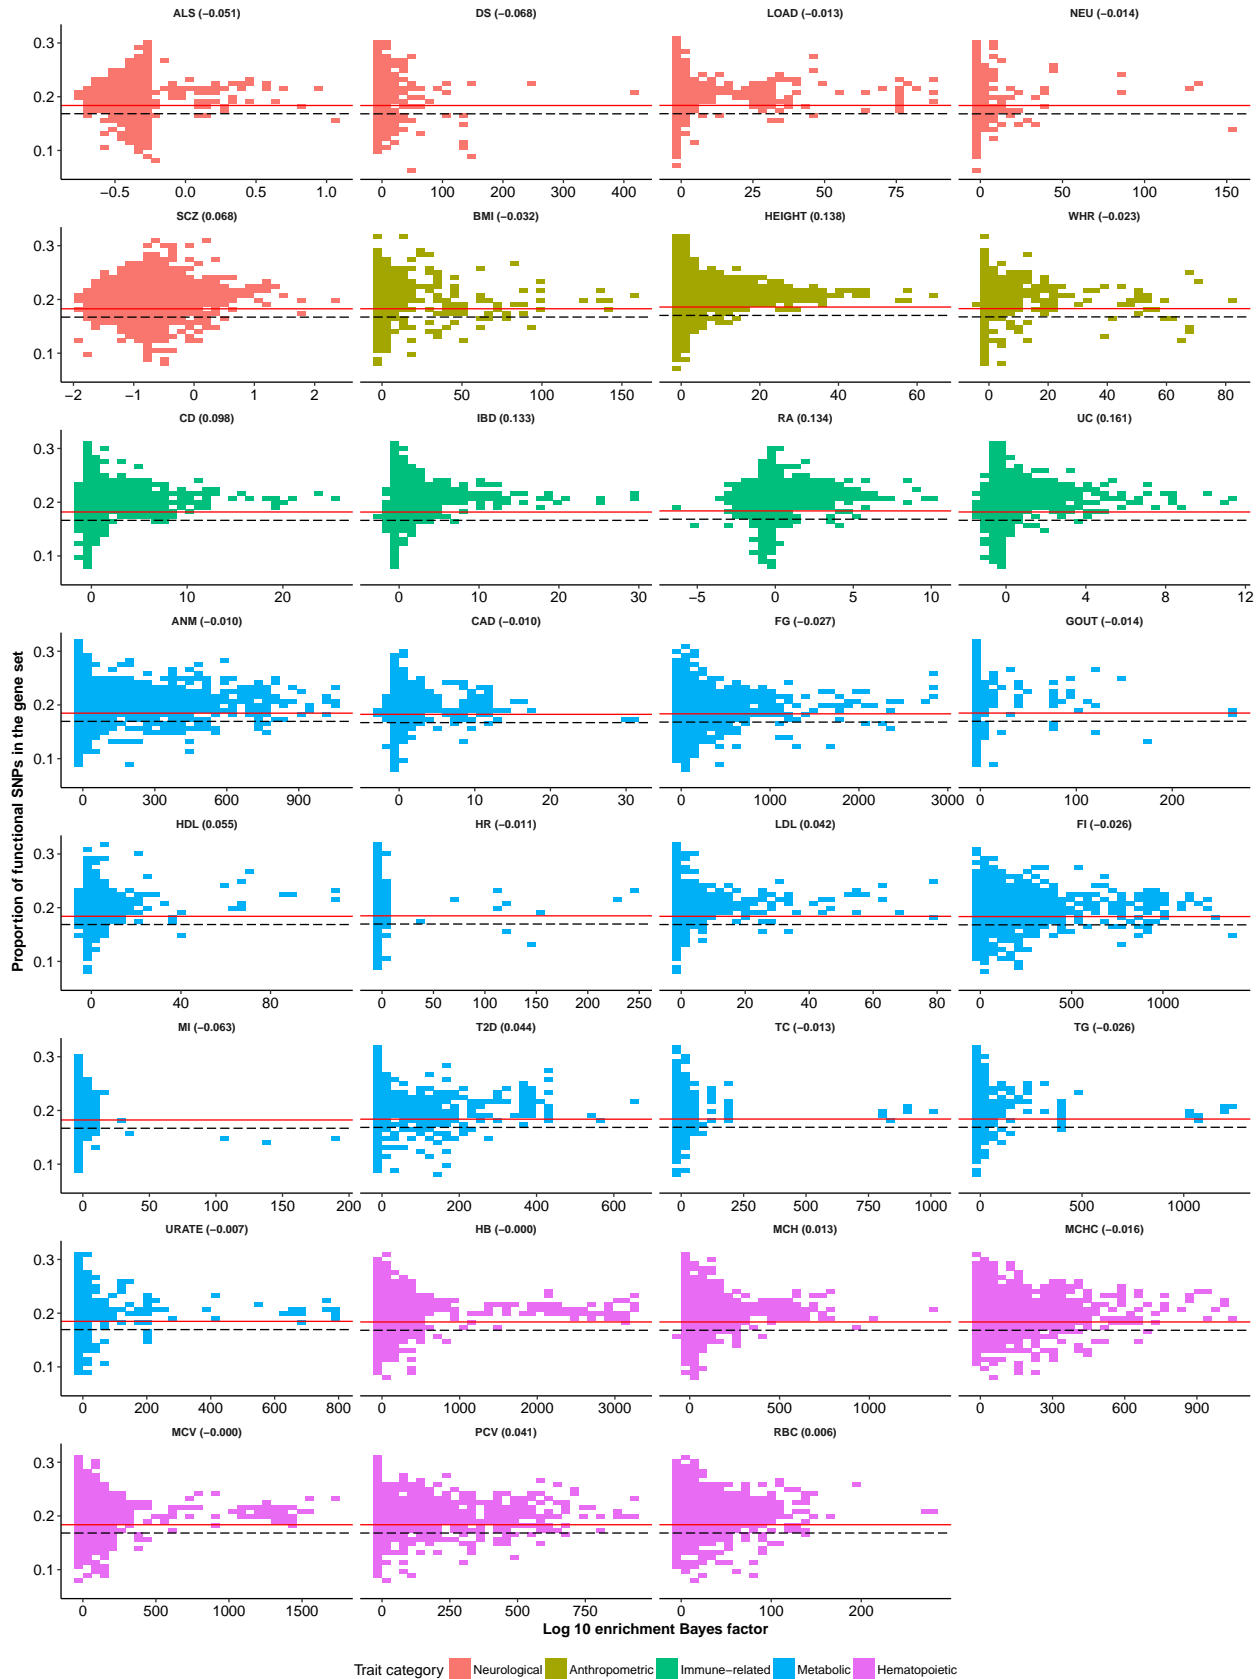 ALS (−0.051) DS (−0.068) LOAD (−0.013) NEU (−0.014)
0.3
0.2
0.1
−0.5 0.0 0.5 1.0 0 100 200 300 400 0 25 50 75 0 50 100 150
SCZ (0.068) BMI (−0.032) HEIGHT (0.138) WHR (−0.023)
0.3
0.2
0.1
−2 −1 0 1 2 0 50 100 150 0 20 40 60 0 20 40 60 80
CD (0.098) IBD (0.133) RA (0.134) UC (0.161)
0.3
0.2
0.1
0 10 20 0 10 20 30 −5 0 5 10 0 4 8 12
ANM (−0.010) CAD (−0.010) FG (−0.027) GOUT (−0.014)
0.3
0.2
0.1
0 300 600 900 0 10 20 30 0 1000 2000 3000 0 100 200
HDL (0.055) HR (−0.011) LDL (0.042) FI (−0.026)
0.3
0.2
0.1
0 40 80 0 50 100 150 200 250 0 20 40 60 80 0 500 1000
MI (−0.063) T2D (0.044) TC (−0.013) TG (−0.026)
0.3
0.2
0.1
0 50 100 150 200 0 200 400 600 0 250 500 750 1000 0 500 1000
URATE (−0.007) HB (−0.000) MCH (0.013) MCHC (−0.016)
0.3
0.2
0.1
0 200 400 600 800 0 1000 2000 3000 0 500 1000 0 300 600 900
MCV (−0.000) PCV (0.041) RBC (0.006)
0.3
0.2
0.1
0 500 1000 1500 0 250 500 750 0 100 200
Proportion of functional SNPs in the gene set
Log 10 enrichment Bayes factor
Trait category Neurological Anthropometric Immune−related Metabolic Hematopoietic